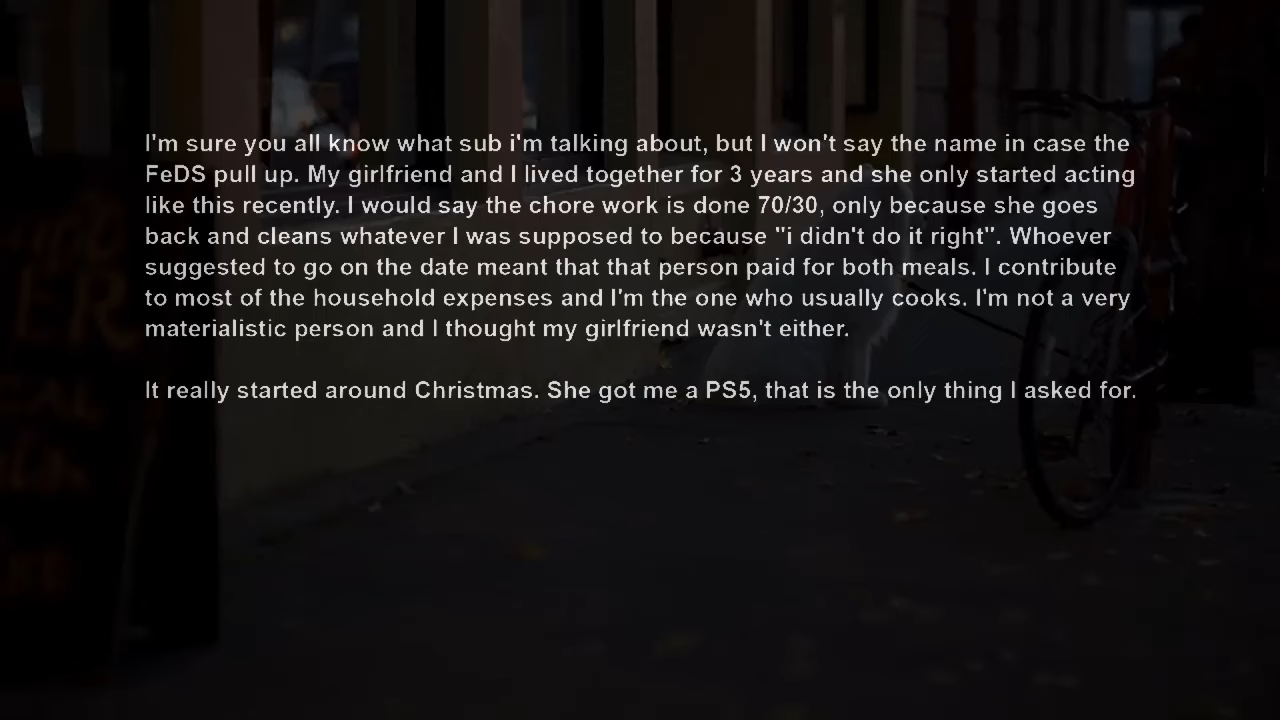 I'm sure you all know what sub i'm talking about, but I won't say the name in case the
FeDS pull up. My girlfriend and I lived together for 3 years and she only started acting
like this recently. I would say the chore work is done 70/30, only because she goes
back and cleans whatever I was supposed to because "i didn't do it right". Whoever
suggested to go on the date meant that that person paid for both meals. I contribute
to most of the household expenses and I'm the one who usually cooks. I'm not a very
materialistic person and I thought my girlfriend wasn't either.
It really started around Christmas. She got me a PS5, that is the only thing I asked for.